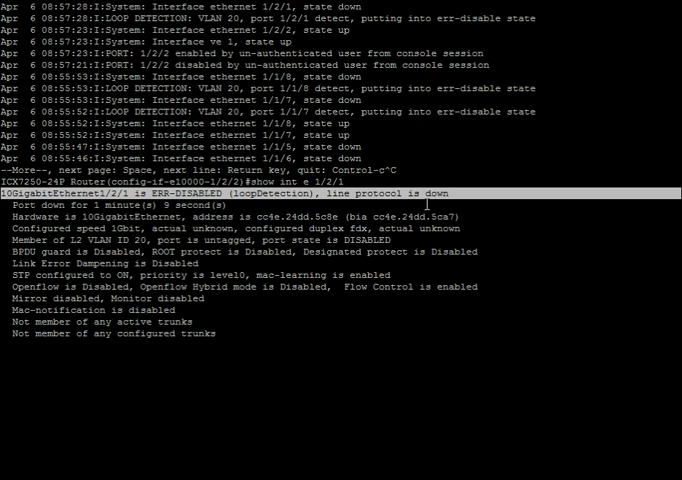 Apr  6 08:57:28:I:System: Interface ethernet 1/2/1, state down
Apr  6 08:57:28:I:LOOP DETECTION: VLAN 20, port 1/2/1 detect, putting into err-disable state
Apr  6 08:57:23:I:System: Interface ethernet 1/2/2, state up
Apr  6 08:57:23:I:System: Interface ve 1, state up
Apr  6 08:57:23:I:PORT: 1/2/2 enabled by un-authenticated user from console session
Apr  6 08:57:21:I:PORT: 1/2/2 disabled by un-authenticated user from console session
Apr  6 08:55:53:I:System: Interface ethernet 1/1/8, state down
Apr  6 08:55:53:I:LOOP DETECTION: VLAN 20, port 1/1/8 detect, putting into err-disable state
Apr  6 08:55:53:I:System: Interface ethernet 1/1/7, state down
Apr  6 08:55:52:I:LOOP DETECTION: VLAN 20, port 1/1/7 detect, putting into err-disable state
Apr  6 08:55:52:I:System: Interface ethernet 1/1/8, state up
Apr  6 08:55:52:I:System: Interface ethernet 1/1/7, state up
Apr  6 08:55:47:I:System: Interface ethernet 1/1/5, state down
Apr  6 08:55:46:I:System: Interface ethernet 1/1/6, state down
--More--, next page: Space, next line: Return key, quit: Control-c^C
ICX7250-24P Router(config-if-e10000-1/2/2)#show int e 1/2/1
10GigabitEthernet1/2/1 is ERR-DISABLED (loopDetection), line protocol is down
Port down for 1 minute(s) 9 second(s)
Hardware is 10GigabitEthernet, address is cc4e.24dd.5c8e (bia cc4e.24dd.5ca7)
Configured speed 1Gbit, actual unknown, configured duplex fdx, actual unknown
Member of L2 VLAN ID 20, port is untagged, port state is DISABLED
BPDU guard is Disabled, ROOT protect is Disabled, Designated protect is Disabled
Link Error Dampening is Disabled
STP configured to ON, priority is level0, mac-learning is enabled
Openflow is Disabled, Openflow Hybrid mode is Disabled,  Flow Control is enabled
Mirror disabled, Monitor disabled
Mac-notification is disabled
Not member of any active trunks
Not member of any configured trunks